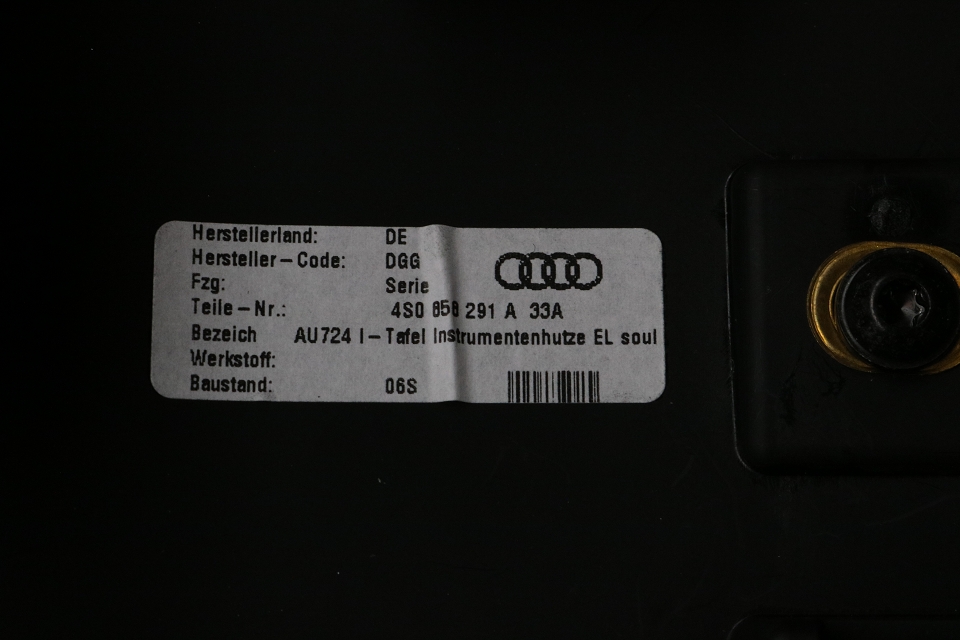 Herstellerland: DE
Hersteller-Code: DGG
Fzg: Serie
Teile-Nr.: 4S0 858 291 A 33A
Bezeich AU724 I-Tafel Instrumentenhutze EL soul
Werkstoff:
Baustand: 06S